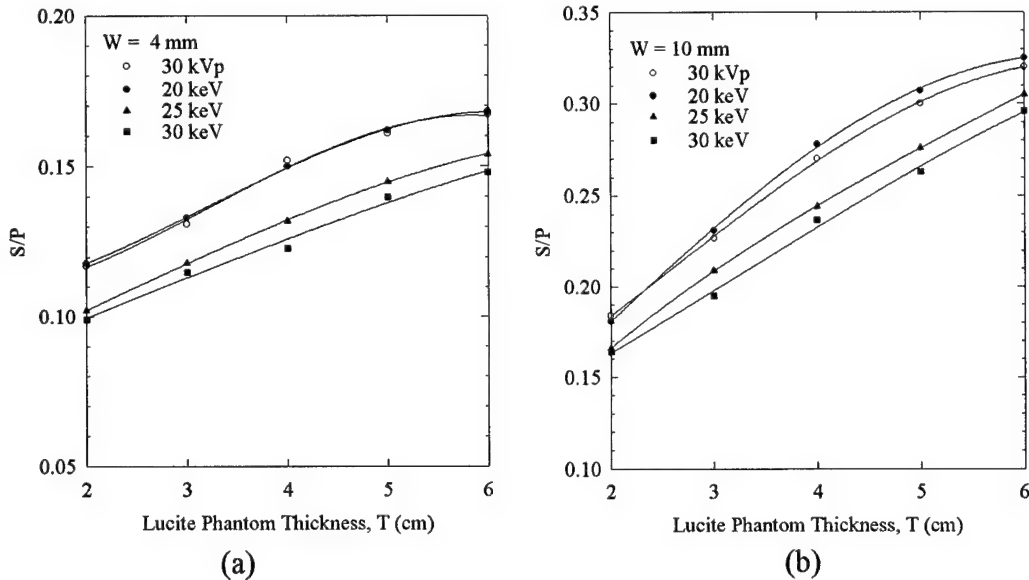 0.20
0.15
0.10
0.05
S/P
W = 4 mm
30 kVp
20 keV
25 keV
30 keV
2 3 4 5 6
Lucite Phantom Thickness, T (cm)
(a)
0.35
0.30
0.25
0.20
0.15
0.10
S/P
W = 10 mm
30 kVp
20 keV
25 keV
30 keV
2 3 4 5 6
Lucite Phantom Thickness, T (cm)
(b)